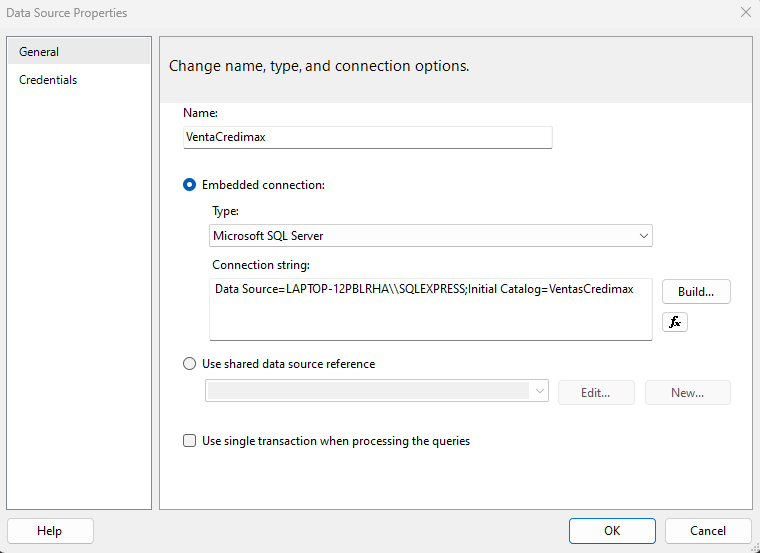 Data Source Properties
General
Credentials
Change name, type, and connection options.
Name:
VentaCredimax
Embedded connection:
Type:
Microsoft SQL Server
Connection string:
Data Source=LAPTOP-12PBLRHA\\SQLEXPRESS;Initial Catalog=VentasCredimax
Build...
fx
Use shared data source reference
Edit...
New...
Use single transaction when processing the queries
Help
OK
Cancel